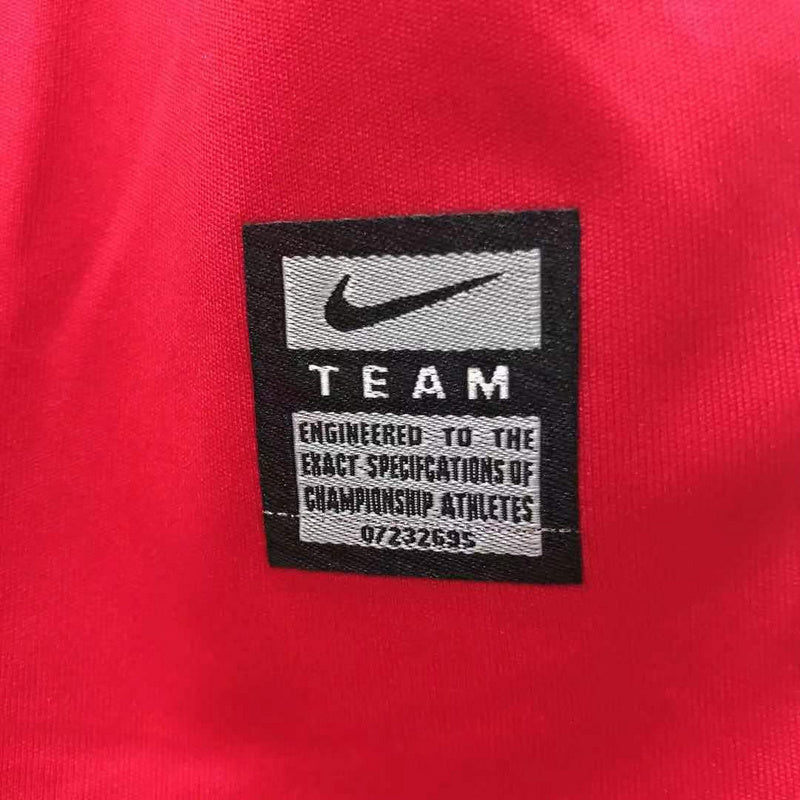 TEAM
ENGINEERED TO THE
EXACT SPECIFCATIONS OF
CHAMPIONSHIP ATHLETES
07232695